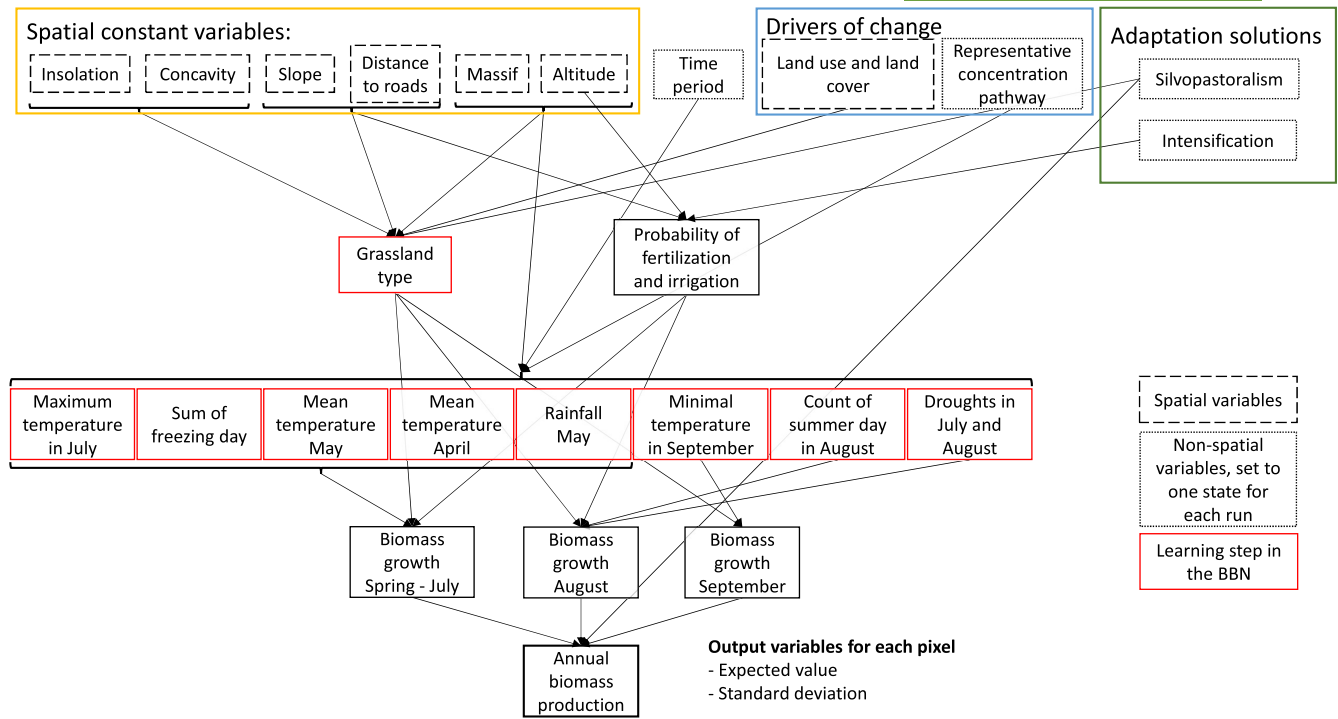 Spatial constant variables:
Insolation
Concavity
Slope
Distance
to roads
Massif
Altitude
Time
period
Drivers of change
Land use and land
cover
Representative
concentration
pathway
Adaptation solutions
Silvopastoralism
Intensification
Grassland
type
Probability of
fertilization
and irrigation
Maximum
temperature
in July
Sum of
freezing day
Mean
temperature
May
Mean
temperature
April
Rainfall
May
Minimal
temperature
in September
Count of
summer day
in August
Droughts in
July and
August
Spatial variables
Non-spatial
variables, set to
one state for
each run
Learning step in
the BBN
Biomass
growth
Spring - July
Biomass
growth
August
Biomass
growth
September
Annual
biomass
production
Output variables for each pixel
- Expected value
- Standard deviation